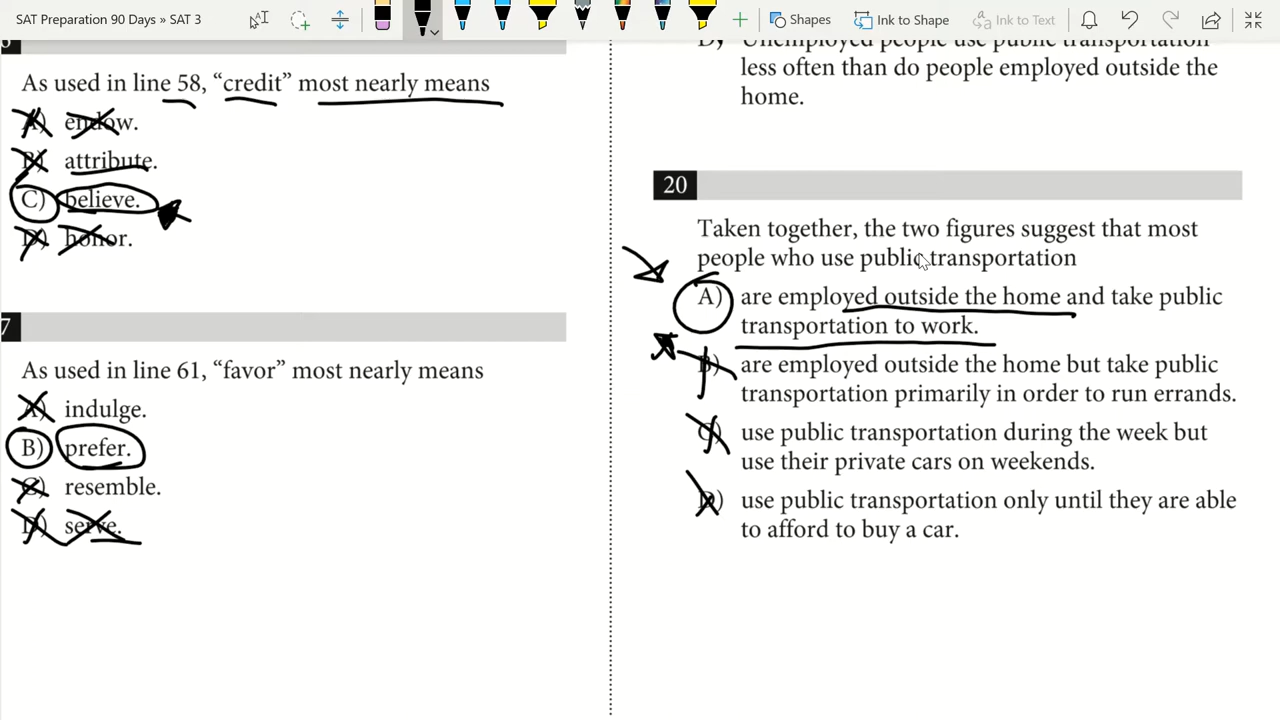 SAT Preparation 90 Days » SAT 3
Shapes
Ink to Shape
Ink to Text
As used in line 58, “credit” most nearly means
A) endow.
B) attribute.
C) believe.
D) honor.
7
As used in line 61, “favor” most nearly means
A) indulge.
B) prefer.
C) resemble.
D) serve.
D) Unemployed people use public transportation
less often than do people employed outside the
home.
20
Taken together, the two figures suggest that most
people who use public transportation
A) are employed outside the home and take public
transportation to work.
B) are employed outside the home but take public
transportation primarily in order to run errands.
C) use public transportation during the week but
use their private cars on weekends.
D) use public transportation only until they are able
to afford to buy a car.